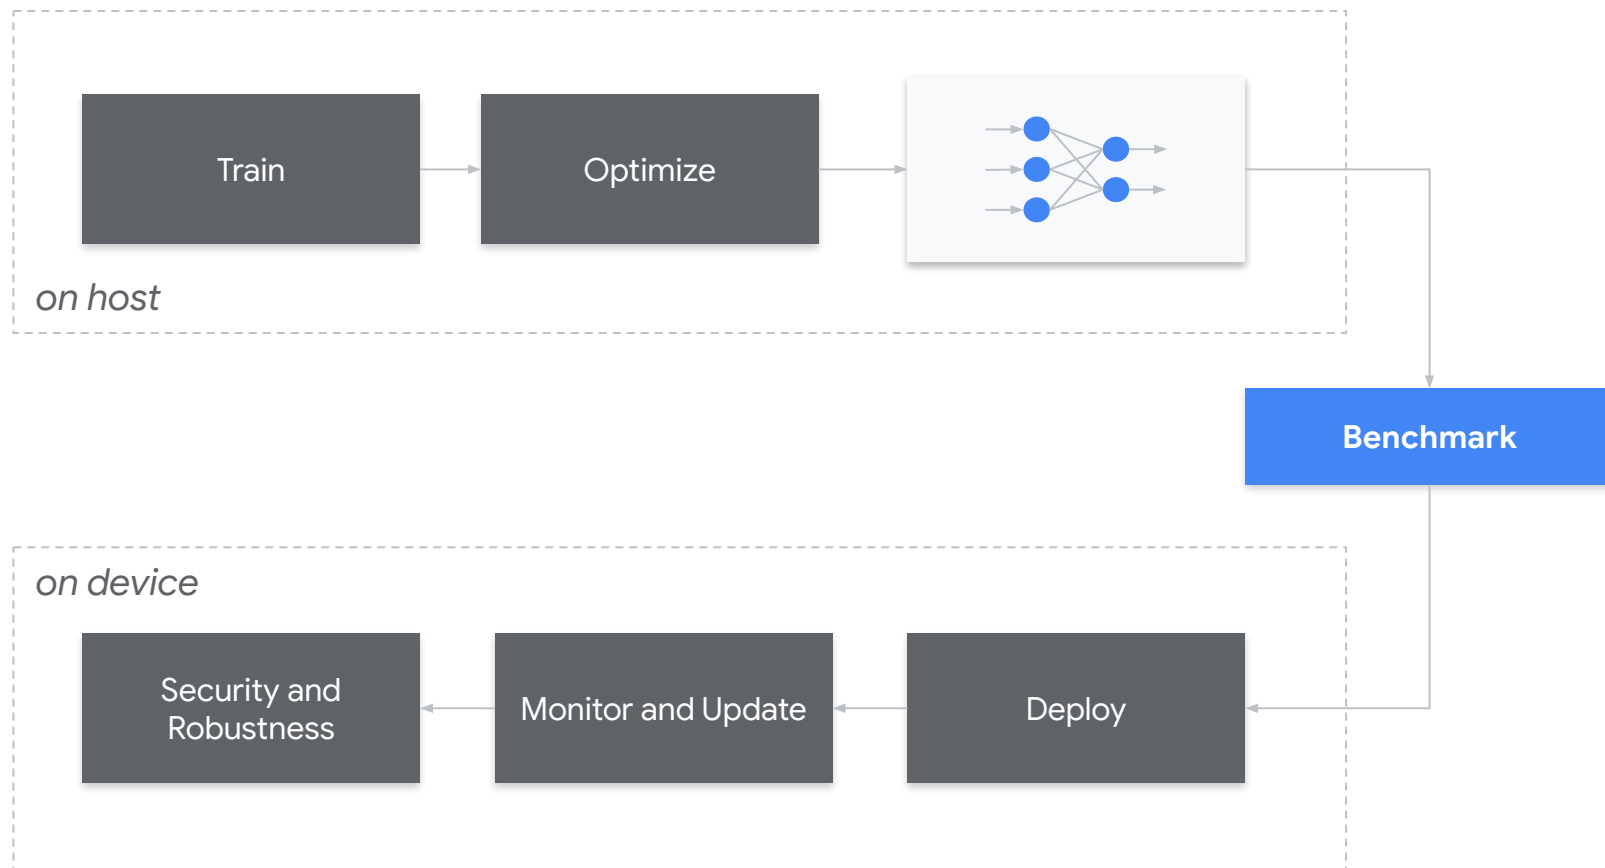 Train
Optimize
on host
Benchmark
on device
Security and
Robustness
Monitor and Update
Deploy